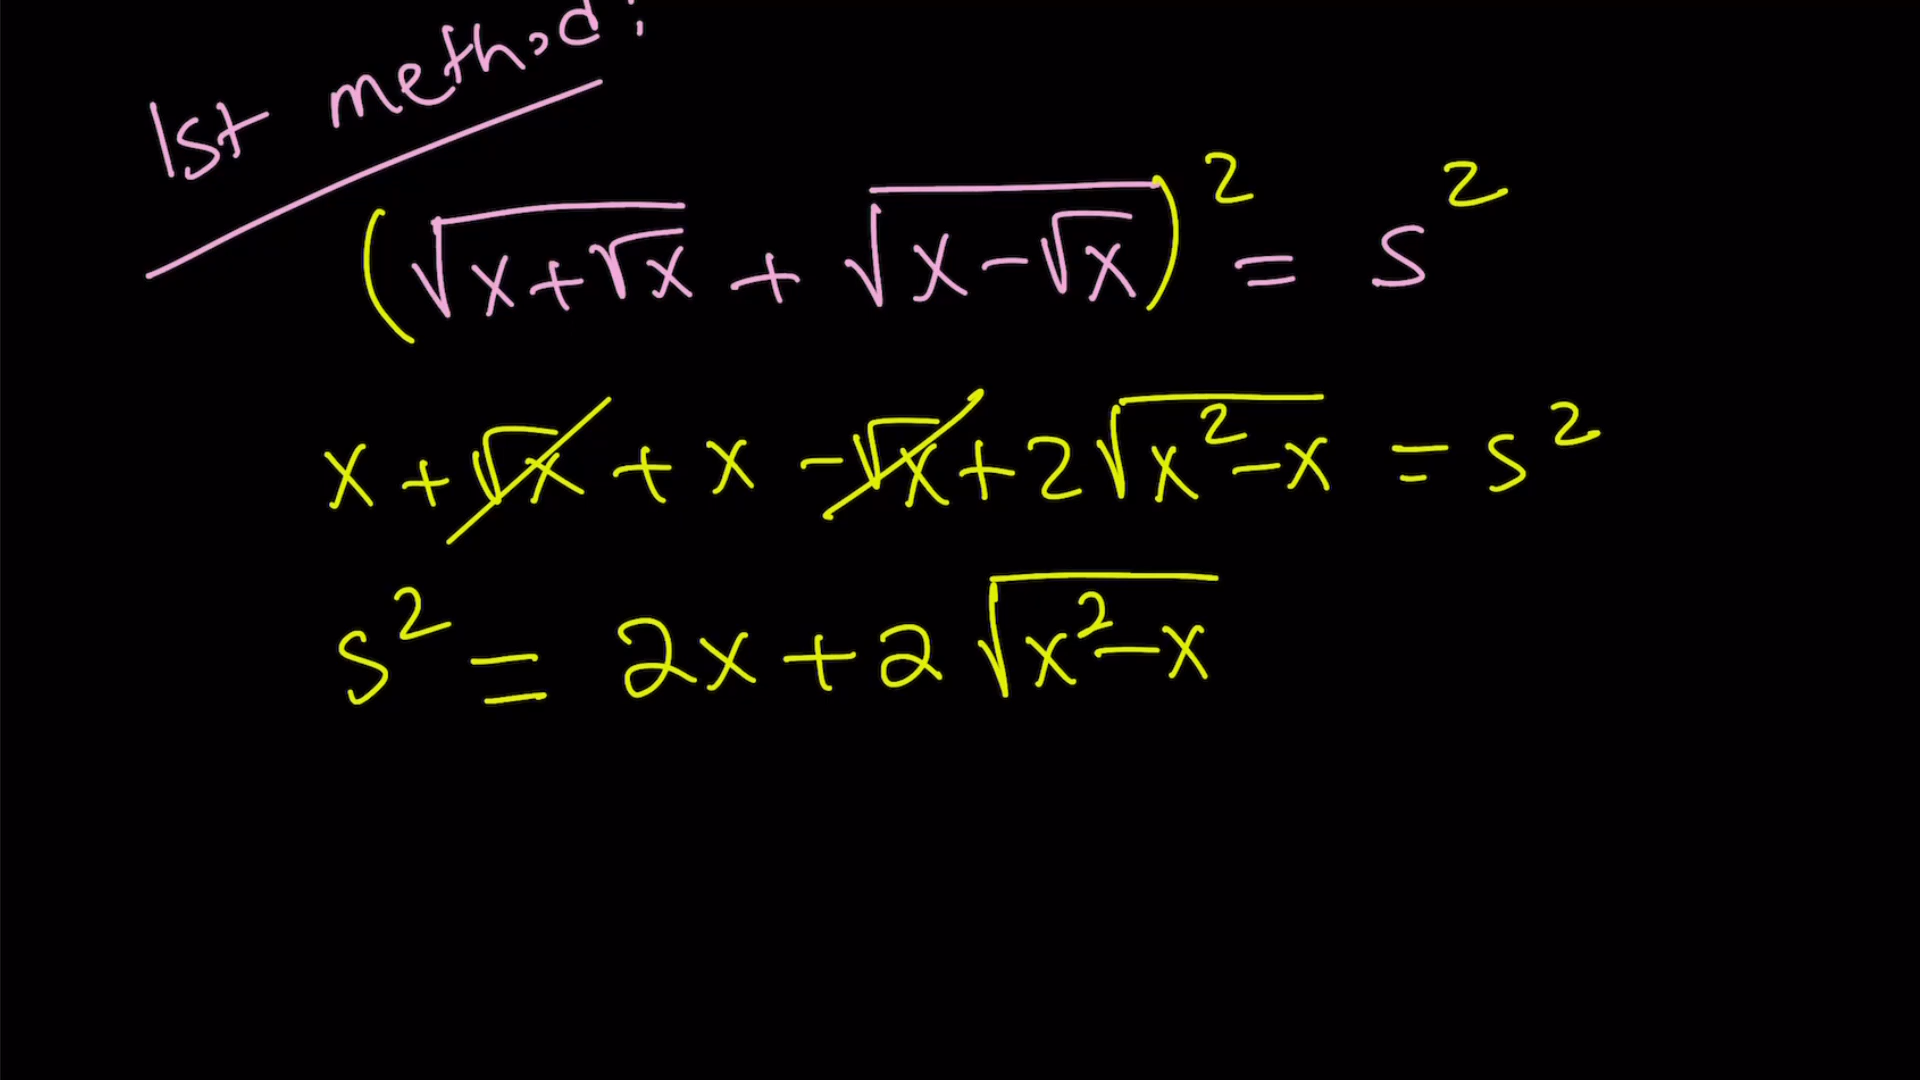 1st method:
(√(x+√x) + √(x-√x))² = s²
x + √x + x - √x + 2√(x²-x) = s²
s² = 2x + 2√(x²-x)